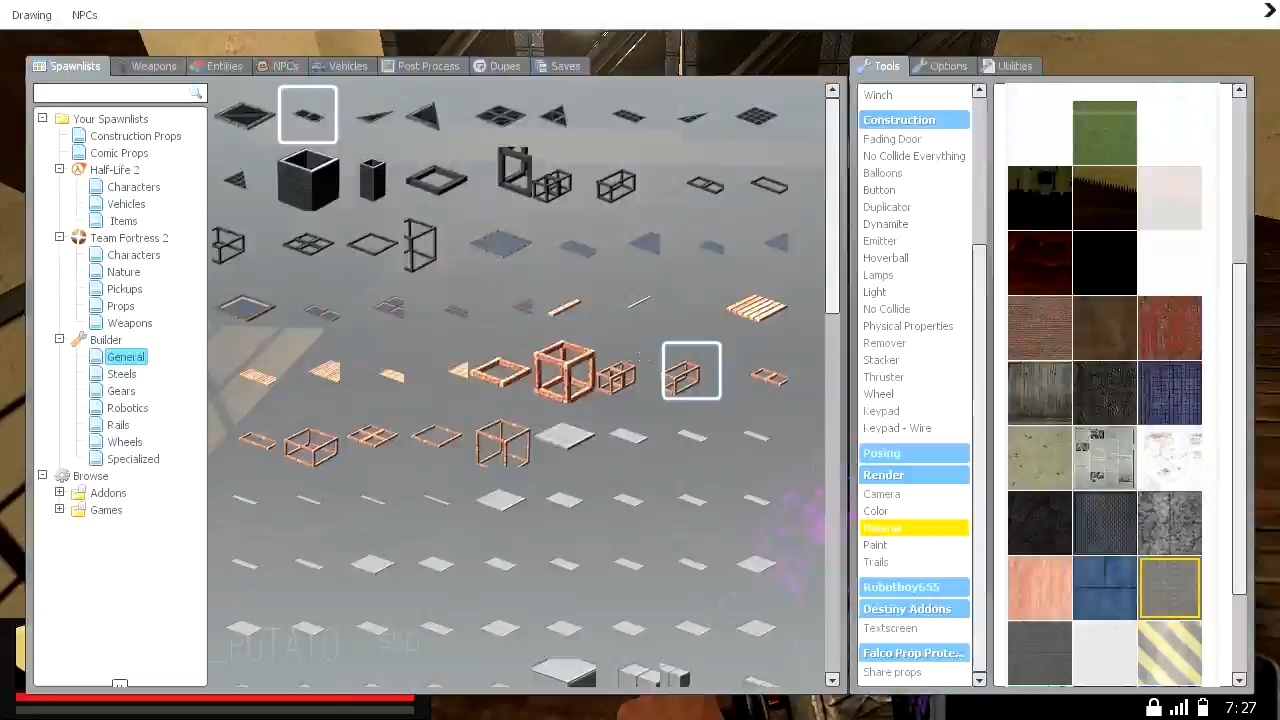 Drawing NPCs
Spawnlists Weapons Entities NPCs Vehicles Post Process Dupes Saves
Tools Options Utilities
Your Spawnlists
Construction Props
Comic Props
Half-Life 2
Characters
Vehicles
Items
Team Fortress 2
Characters
Nature
Pickups
Props
Weapons
Builder
General
Steels
Gears
Robotics
Rails
Wheels
Specialized
Browse
Addons
Games
Winch
Construction
Fading Door
No Collide Everything
Balloons
Button
Duplicator
Dynamite
Emitter
Hoverball
Lamps
Light
No Collide
Physical Properties
Remover
Stacker
Thruster
Wheel
Keypad
Keypad - Wire
Posing
Render
Camera
Color
Material
Paint
Trails
Robotboy655
Destiny Addons
Textscreen
Falco Prop Prote...
Share props
_POTATO
7:27